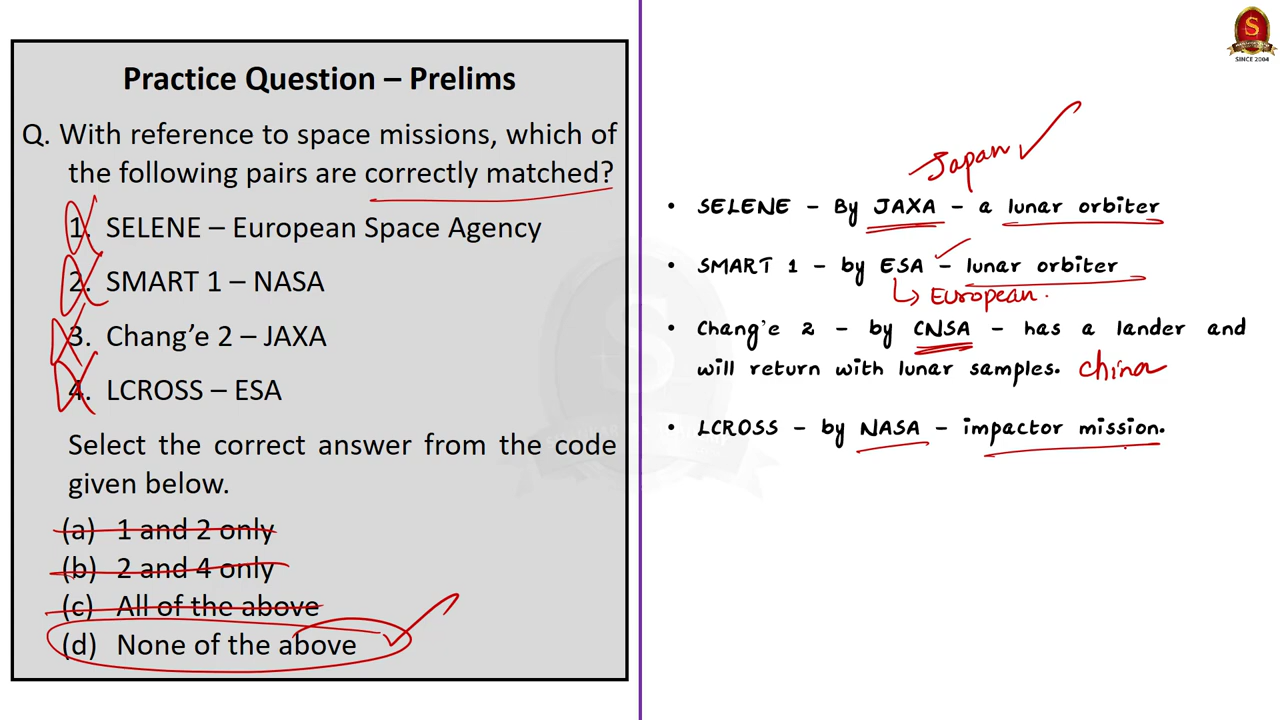 Practice Question – Prelims
Q. With reference to space missions, which of
the following pairs are correctly matched?
1. SELENE – European Space Agency
2. SMART 1 – NASA
3. Chang’e 2 – JAXA
4. LCROSS – ESA
Select the correct answer from the code
given below.
(a) 1 and 2 only
(b) 2 and 4 only
(c) All of the above
(d) None of the above
S
SINCE 2004
Japan
• SELENE – By JAXA – a lunar orbiter
• SMART 1 – by ESA – lunar orbiter
European.
• Chang’e 2 – by CNSA – has a lander and
will return with lunar samples. China
• LCROSS – by NASA – impactor mission.